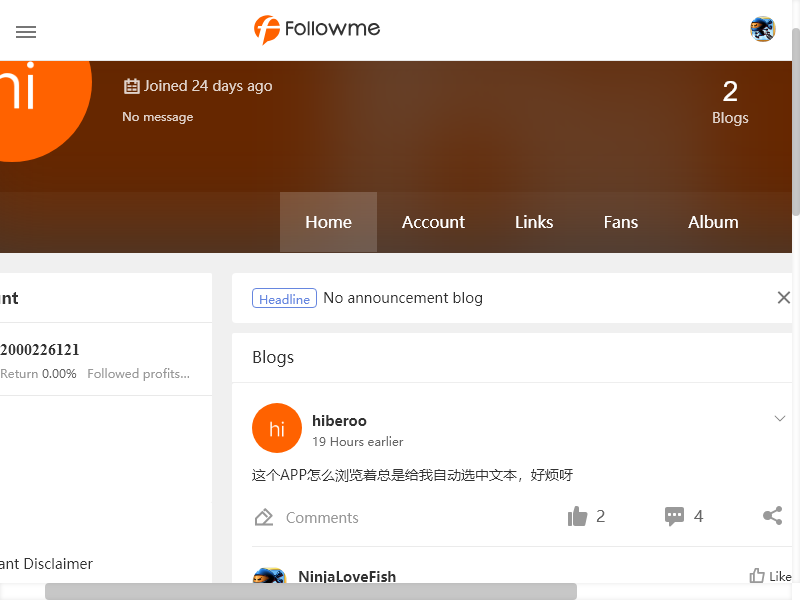 Followme
hi
Joined 24 days ago
No message
2
Blogs
Home
Account
Links
Fans
Album
2000226121
Return 0.00% Followed profits...
Disclaimer
Headline No announcement blog
Blogs
hi
hiberoo
19 Hours earlier
这个APP怎么浏览着总是给我自动选中文本，好烦呀
Comments
2
4
NinjaLoveFish
Like